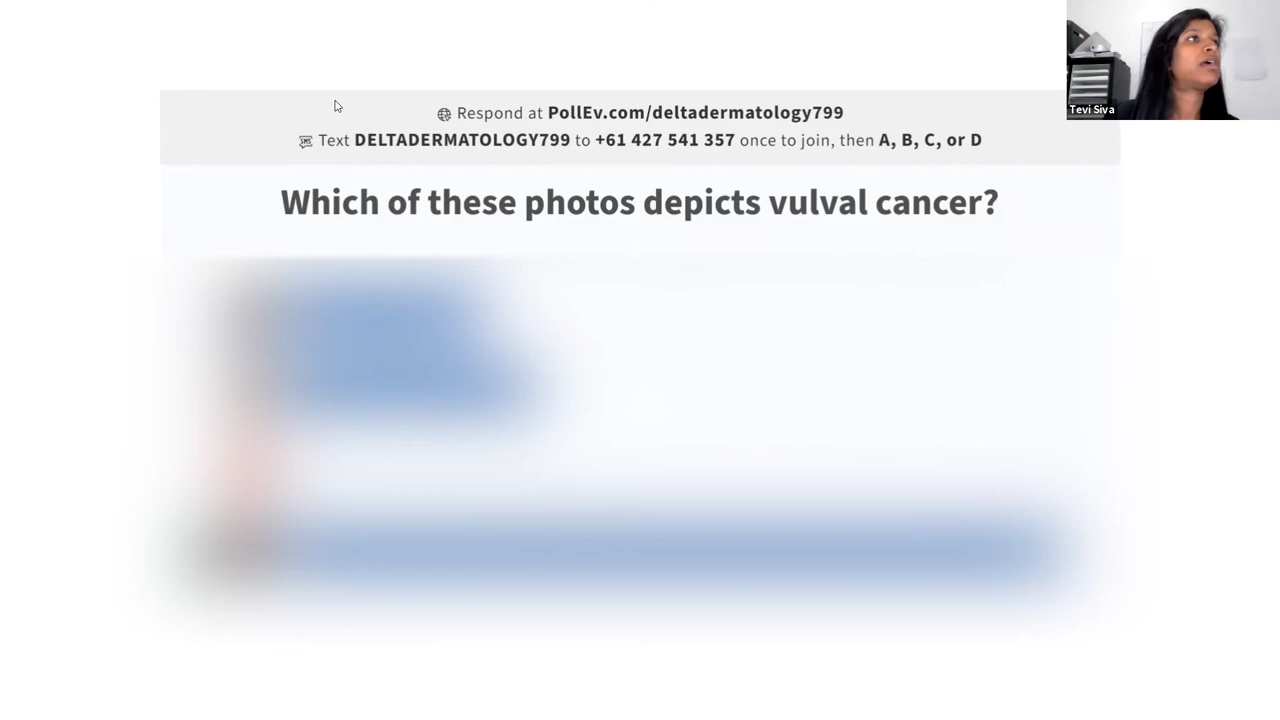 Respond at PollEv.com/deltadermatology799
Text DELTADERMATOLOGY799 to +61 427 541 357 once to join, then A, B, C, or D
Which of these photos depicts vulval cancer?
Tevi Siva